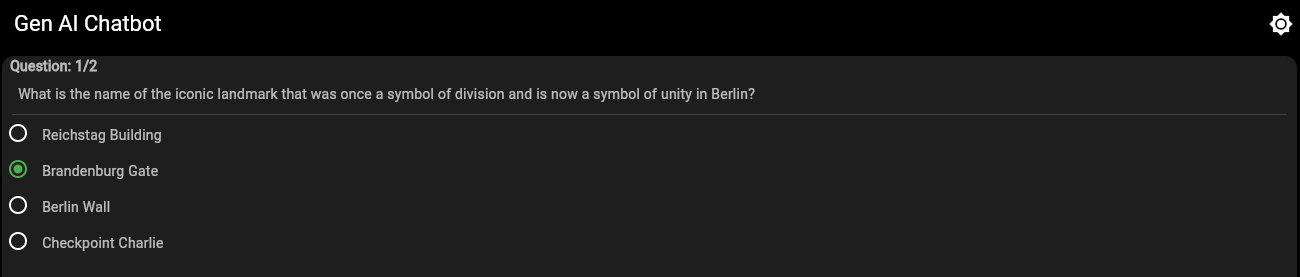 Gen AI Chatbot
Question: 1/2
What is the name of the iconic landmark that was once a symbol of division and is now a symbol of unity in Berlin?
Reichstag Building
Brandenburg Gate
Berlin Wall
Checkpoint Charlie